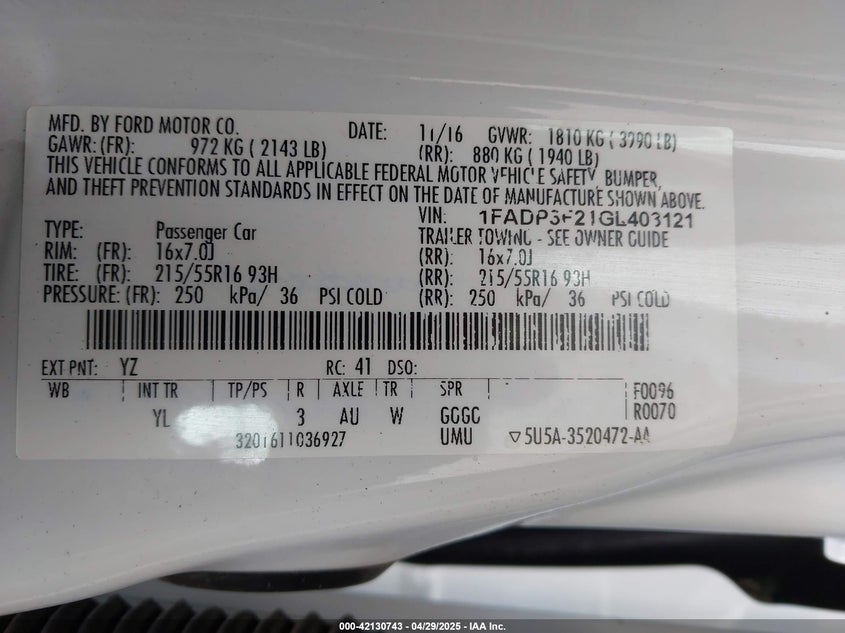 MFD. BY FORD MOTOR CO. DATE: 11/16 GVWR: 1810 KG ( 3990 LB)
GAWR: (FR): 972 KG ( 2143 LB) (RR): 880 KG ( 1940 LB)
THIS VEHICLE CONFORMS TO ALL APPLICABLE FEDERAL MOTOR VEHICLE SAFETY, BUMPER,
AND THEFT PREVENTION STANDARDS IN EFFECT ON THE DATE OF MANUFACTURE SHOWN ABOVE.
VIN: 1FADP3F21GL403121
TYPE: Passenger Car TRAILER TOWING - SEE OWNER GUIDE
RIM: (FR): 16x7.0J (RR): 16x7.0J
TIRE: (FR): 215/55R16 93H (RR): 215/55R16 93H
PRESSURE: (FR): 250 kPa/ 36 PSI COLD (RR): 250 kPa/ 36 PSI COLD
EXT PNT: YZ RC: 41 DSO:
WB INT TR TP/PS R AXLE TR SPR F0096
R0070
YL 3 AU W GGGG
3201611036927 UMU ▽5U5A-3520472-AA
000-42130743 - 04/29/2025 - IAA Inc.